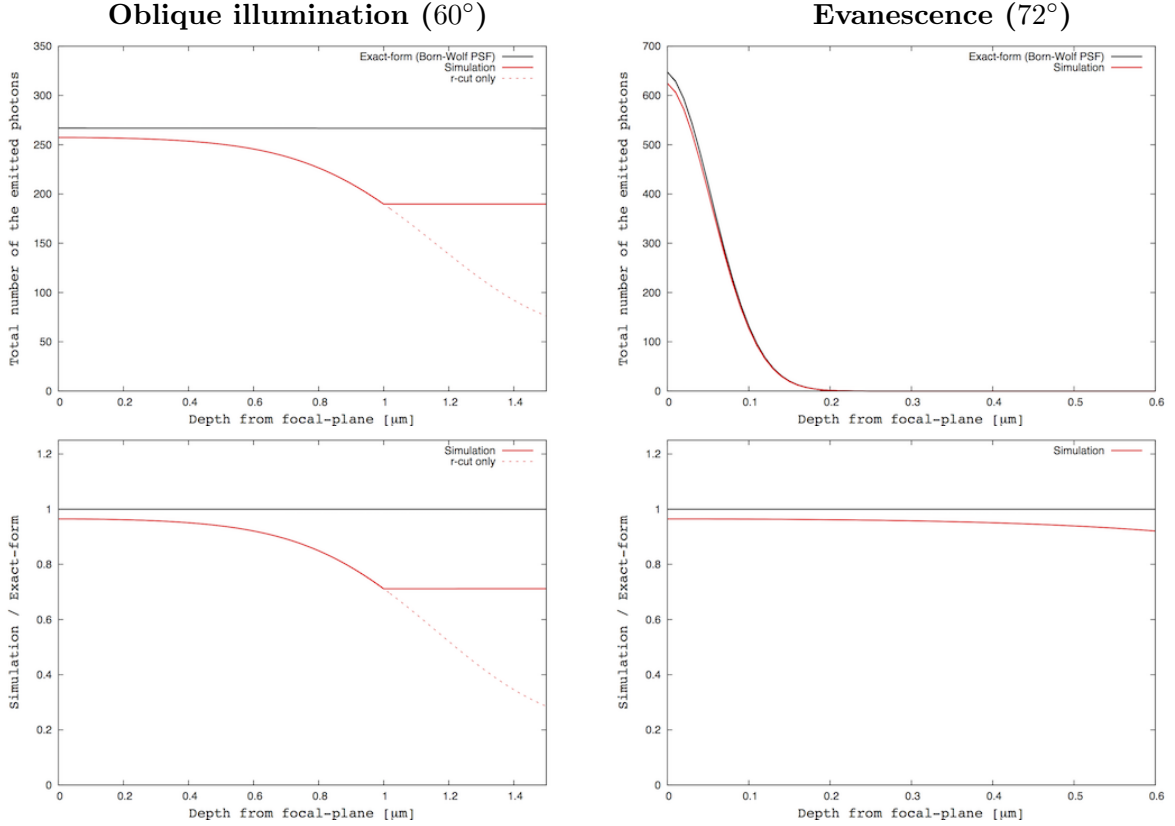 Oblique illumination (60°)
Evanescence (72°)
Total number of the emitted photons
350
300
250
200
150
100
50
0
Exact-form (Born-Wolf PSF)
Simulation
r-cut only
0 0.2 0.4 0.6 0.8 1 1.2 1.4
Depth from focal-plane [μm]
Total number of the emitted photons
700
600
500
400
300
200
100
0
Exact-form (Born-Wolf PSF)
Simulation
0 0.1 0.2 0.3 0.4 0.5 0.6
Depth from focal-plane [μm]
Simulation / Exact-form
1.2
1
0.8
0.6
0.4
0.2
0
Simulation
r-cut only
0 0.2 0.4 0.6 0.8 1 1.2 1.4
Depth from focal-plane [μm]
Simulation / Exact-form
1.2
1
0.8
0.6
0.4
0.2
0
Simulation
0 0.1 0.2 0.3 0.4 0.5 0.6
Depth from focal-plane [μm]